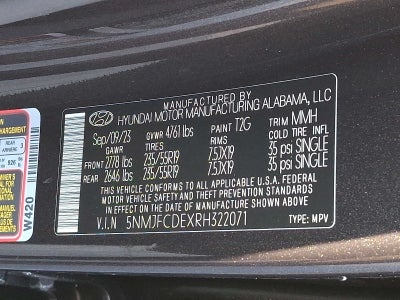 MANUFACTURED BY
HYUNDAI MOTOR MANUFACTURING ALABAMA, LLC
Sep/09/23 GVWR 4761 lbs PAINT T2G TRIM MMH
GAWR TIRES RIMS COLD TIRE INFL
FRONT 2778 lbs 235/55R19 7.5JX19 35 psi SINGLE
REAR 2646 lbs 235/55R19 7.5JX19 35 psi SINGLE
THIS VEHICLE CONFORMS TO ALL APPLICABLE U.S.A. FEDERAL
MOTOR VEHICLE SAFETY AND THEFT PREVENTION STANDARDS
IN EFFECT ON THE DATE OF MANUFACTURE SHOWN ABOVE
V.I.N 5NMJFCDEXRH322071 TYPE: MPV
REAR
ARRIERE 3
W420